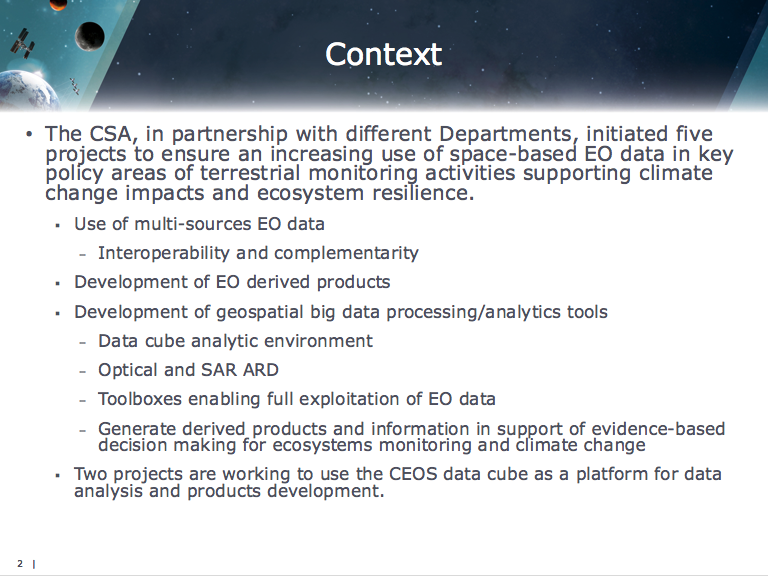 Context
• The CSA, in partnership with different Departments, initiated five
projects to ensure an increasing use of space-based EO data in key
policy areas of terrestrial monitoring activities supporting climate
change impacts and ecosystem resilience.
▪ Use of multi-sources EO data
– Interoperability and complementarity
▪ Development of EO derived products
▪ Development of geospatial big data processing/analytics tools
– Data cube analytic environment
– Optical and SAR ARD
– Toolboxes enabling full exploitation of EO data
– Generate derived products and information in support of evidence-based
decision making for ecosystems monitoring and climate change
▪ Two projects are working to use the CEOS data cube as a platform for data
analysis and products development.
2 |